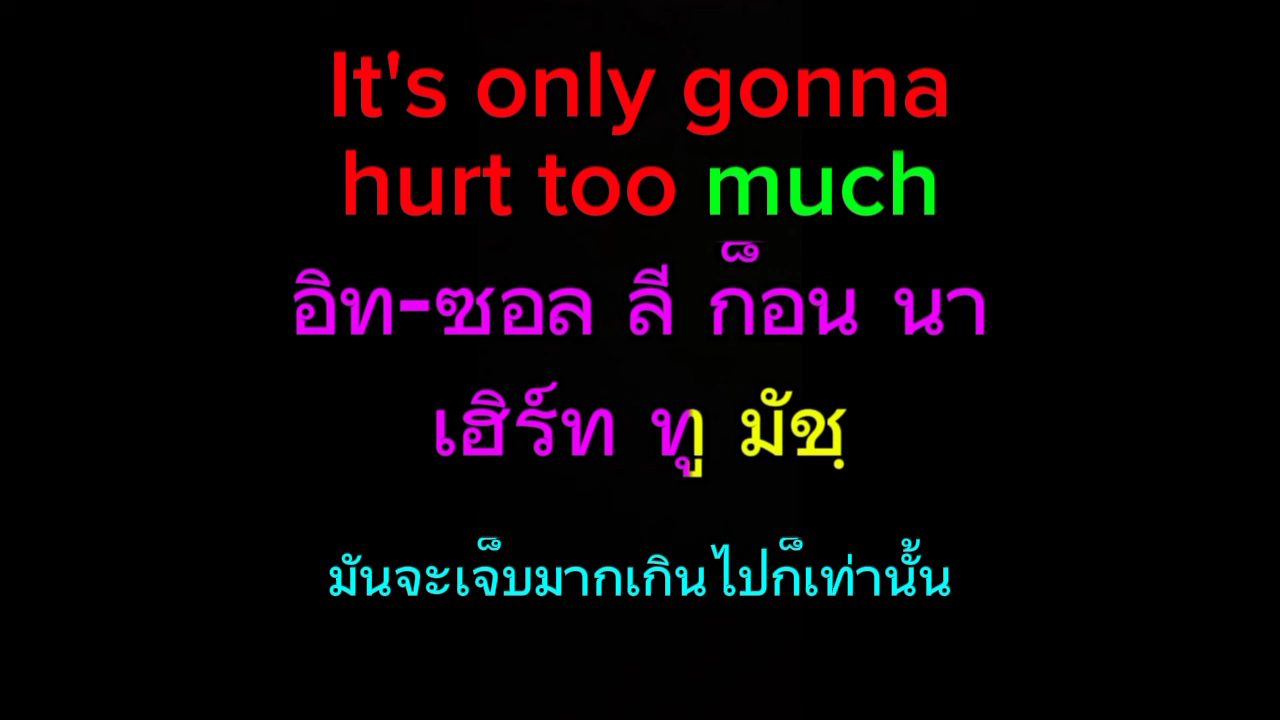 It's only gonna
hurt too much
อิท-ซอล ลี ก็อน นา
เฮิร์ท ทู มัชฺ
มันจะเจ็บมากเกินไปก็เท่านั้น